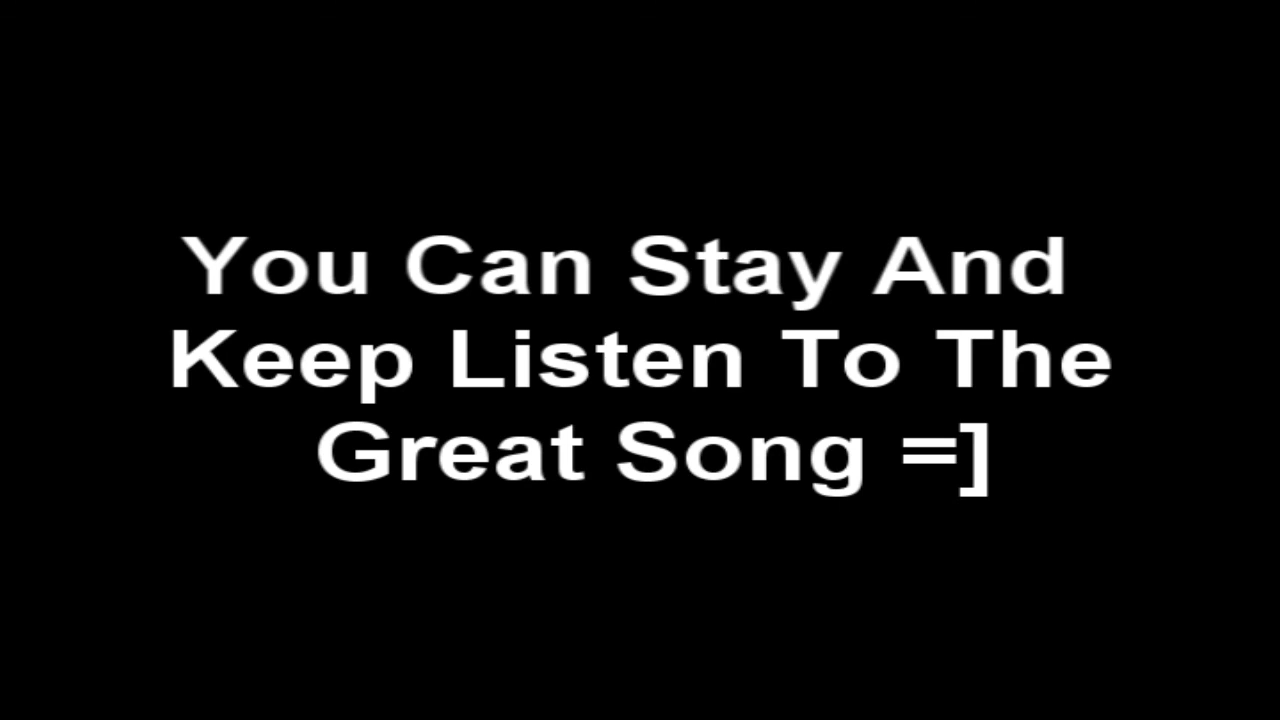 You Can Stay And
Keep Listen To The
Great Song =]